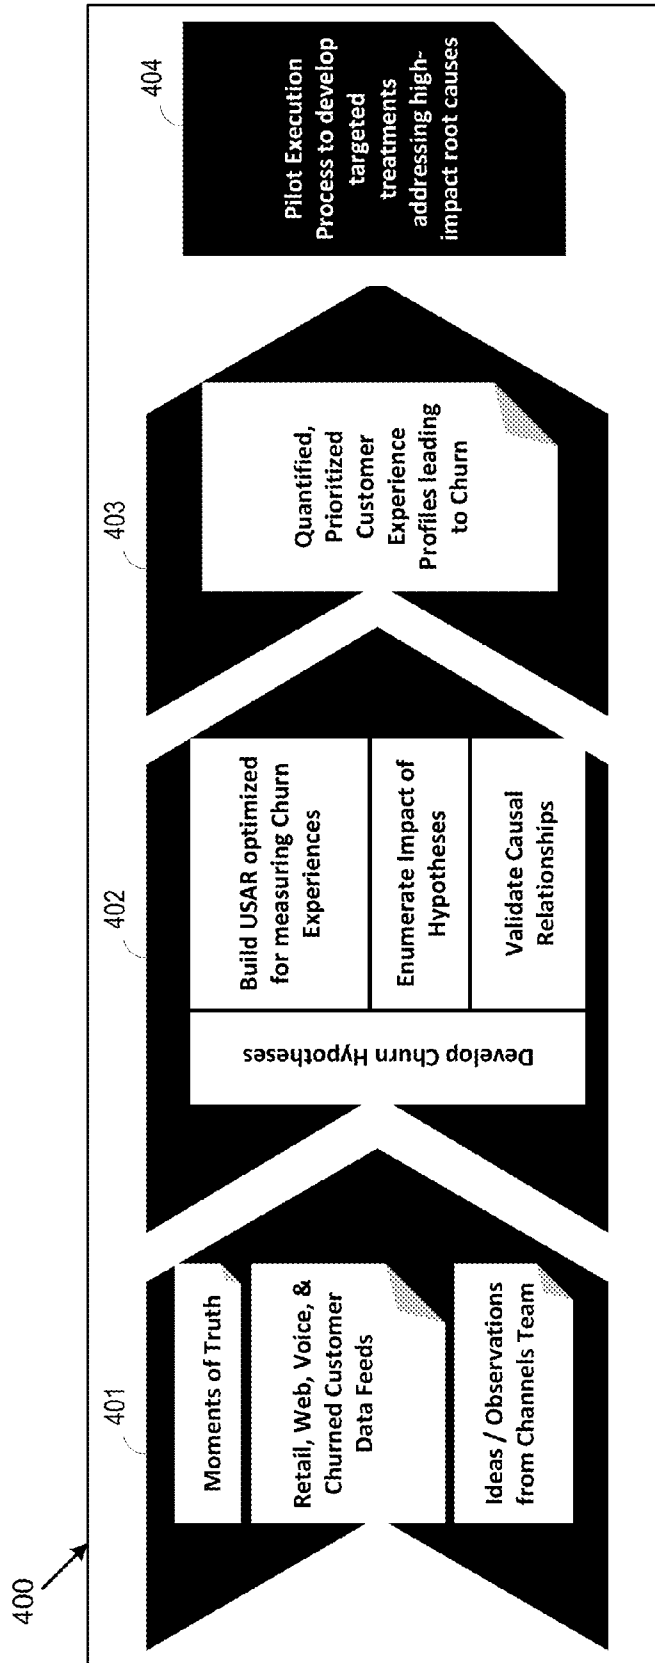 400
401
Moments of Truth
Retail, Web, Voice, &
Churned Customer
Data Feeds
Ideas / Observations
from Channels Team
402
Develop Churn Hypotheses
Build USAR optimized
for measuring Churn
Experiences
Enumerate Impact of
Hypotheses
Validate Causal
Relationships
403
Quantified,
Prioritized
Customer
Experience
Profiles leading
to Churn
404
Pilot Execution
Process to develop
targeted
treatments
addressing high-
impact root causes